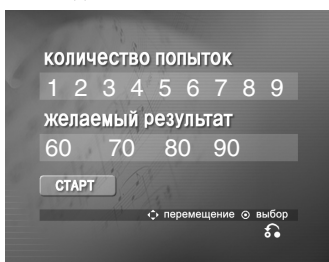 количество попыток
1 2 3 4 5 6 7 8 9
желаемый результат
60 70 80 90
СТАРТ
перемещение выбор